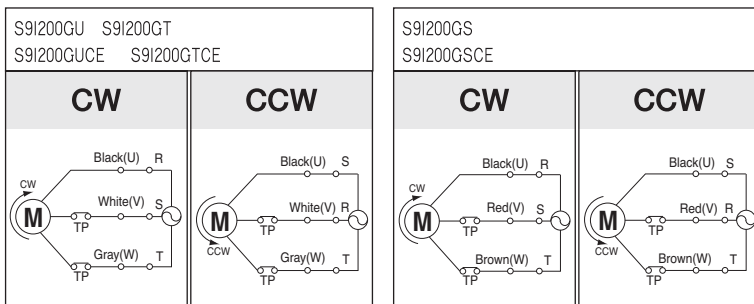 S9I200GU S9I200GT
S9I200GUCE S9I200GTCE
CW
CCW
CW
M
Black(U) R
White(V) S
TP
Gray(W) T
TP
CCW
M
Black(U) S
White(V) R
TP
Gray(W) T
TP
S9I200GS
S9I200GSCE
CW
CCW
CW
M
Black(U) R
Red(V) S
TP
Brown(W) T
TP
CCW
M
Black(U) S
Red(V) R
TP
Brown(W) T
TP